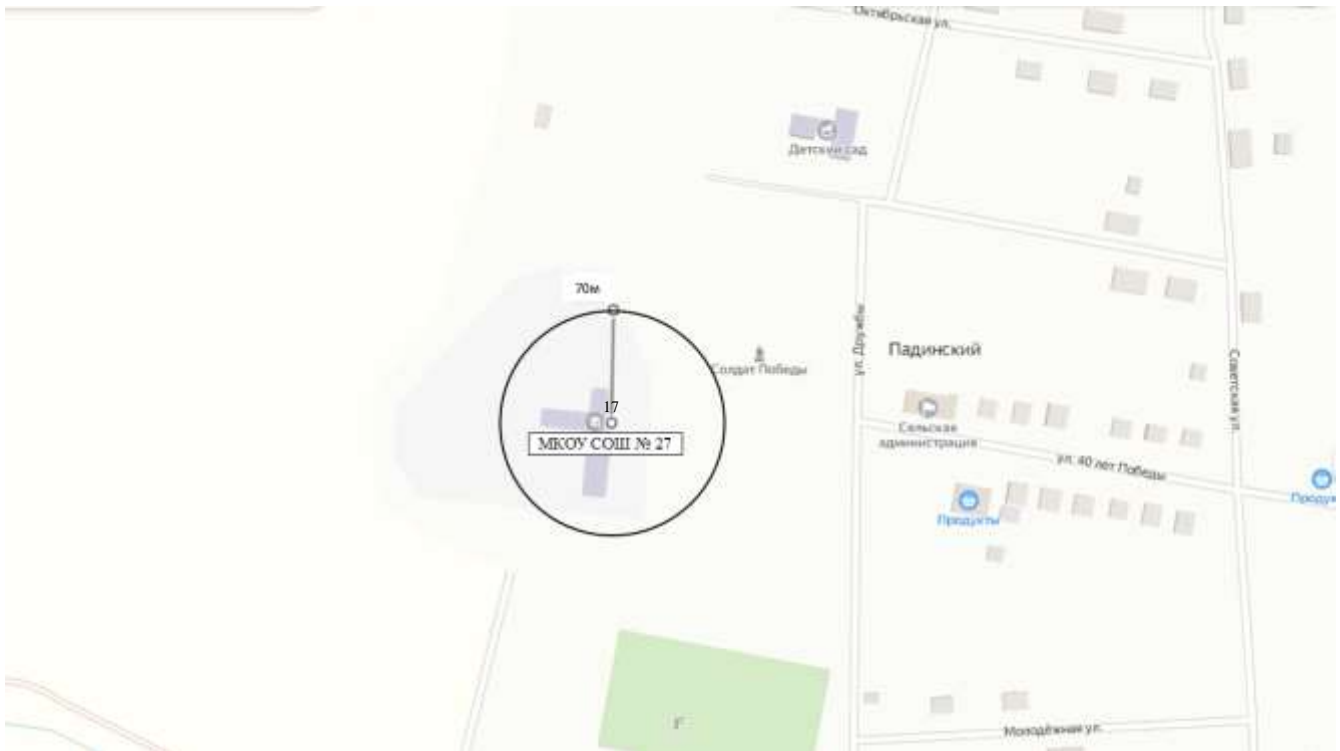 Октябрьская ул.
Детский сад
70м
ул. Дружбы
Падинский
Солдат Победы
Советская ул.
17
МКОУ СОШ № 27
Сельская
администрация
ул. 40 лет Победы
Продукты
Молодёжная ул.